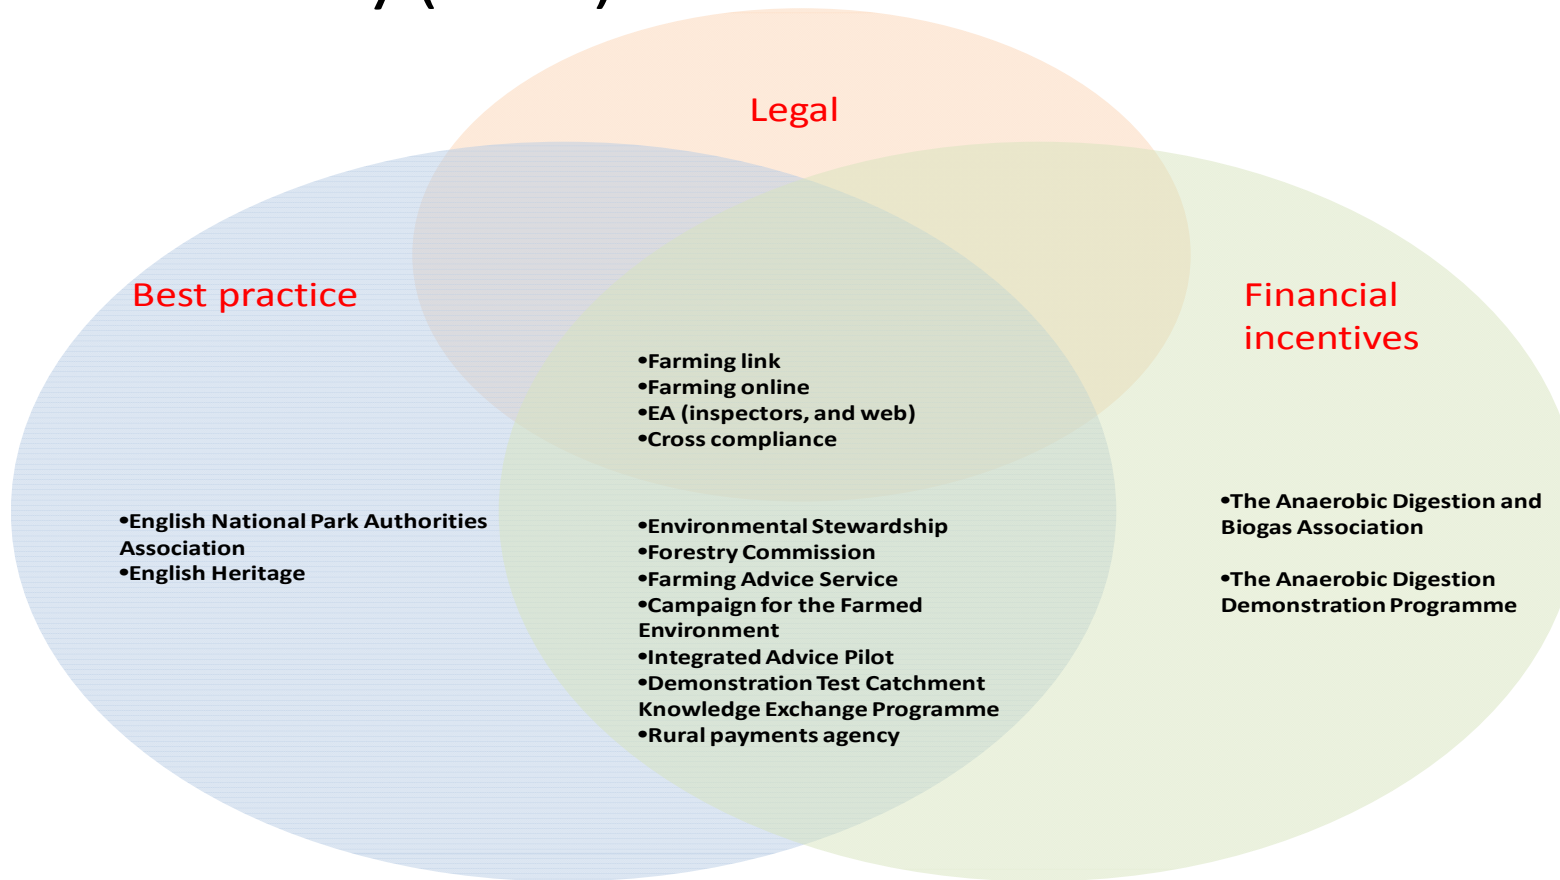 Legal
Best practice
Financial
incentives
•Farming link
•Farming online
•EA (inspectors, and web)
•Cross compliance
•English National Park Authorities
Association
•English Heritage
•Environmental Stewardship
•Forestry Commission
•Farming Advice Service
•Campaign for the Farmed
Environment
•Integrated Advice Pilot
•Demonstration Test Catchment
Knowledge Exchange Programme
•Rural payments agency
•The Anaerobic Digestion and
Biogas Association
•The Anaerobic Digestion
Demonstration Programme